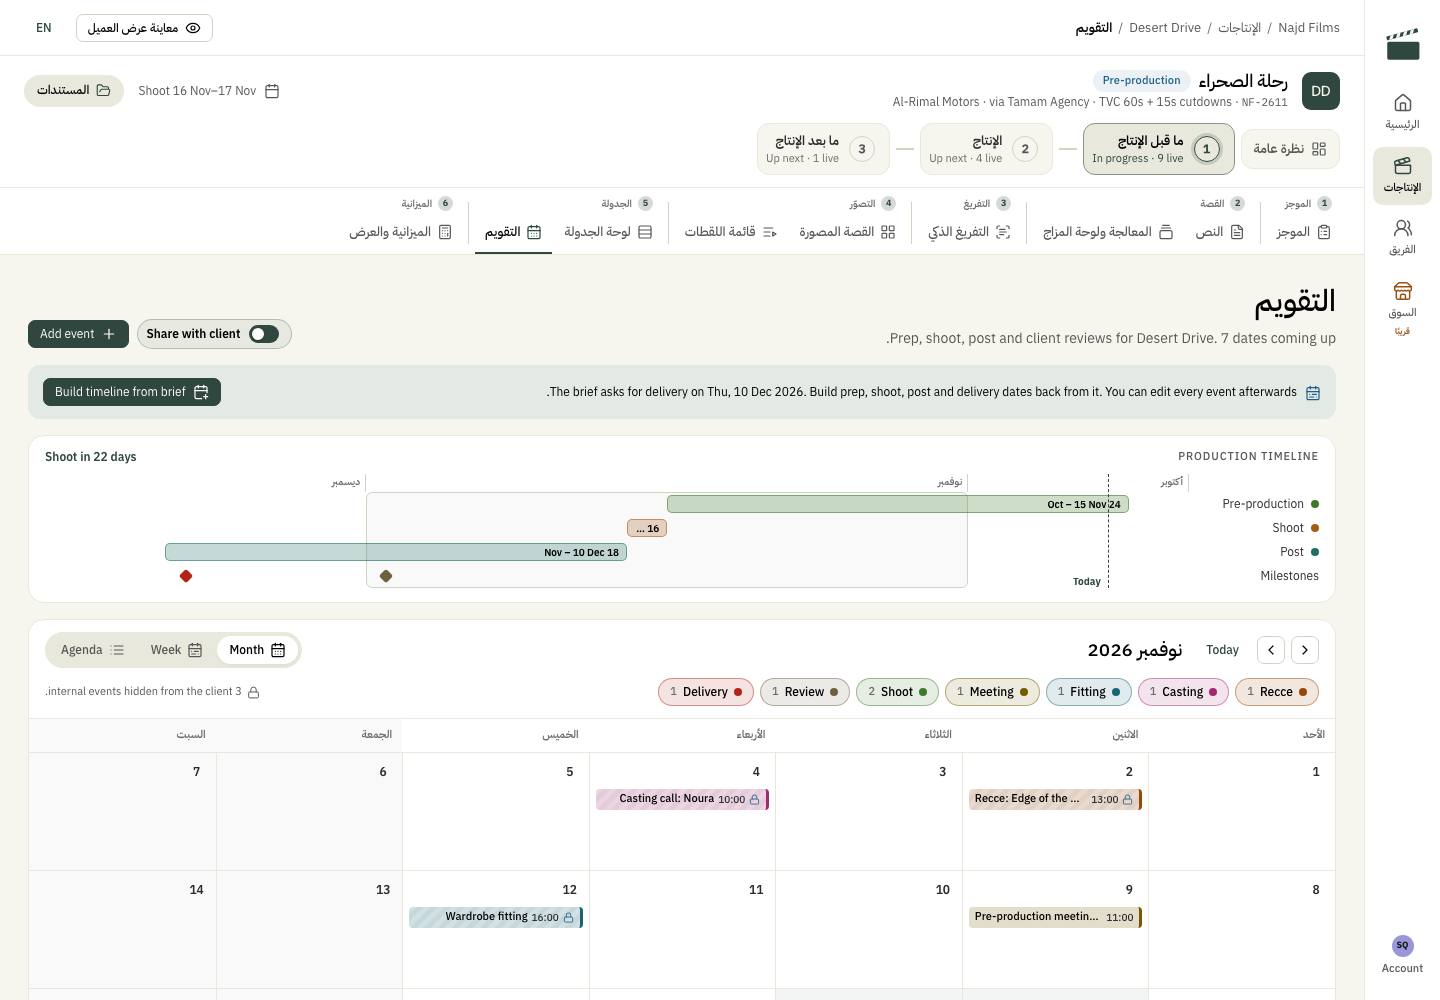 Najd Films / الإنتاجات / Desert Drive / التقويم
معاينة عرض العميل
EN
الرئيسية
الإنتاجات
الفريق
السوق
قريبًا
SQ
Account
DD
رحلة الصحراء Pre-production
Al-Rimal Motors · via Tamam Agency · TVC 60s + 15s cutdowns · NF-2611
Shoot 16 Nov–17 Nov
المستندات
نظرة عامة
1 ما قبل الإنتاج
In progress · 9 live
2 الإنتاج
Up next · 4 live
3 ما بعد الإنتاج
Up next · 1 live
1 الموجز
الموجز
2 القصة
النص
المعالجة ولوحة المزاج
3 التفريغ
التفريغ الذكي
4 التصوّر
القصة المصورة
قائمة اللقطات
5 الجدولة
لوحة الجدولة
التقويم
6 الميزانية
الميزانية والعرض
التقويم
.Prep, shoot, post and client reviews for Desert Drive. 7 dates coming up
Share with client
Add event
.The brief asks for delivery on Thu, 10 Dec 2026. Build prep, shoot, post and delivery dates back from it. You can edit every event afterwards
Build timeline from brief
PRODUCTION TIMELINE
Shoot in 22 days
أكتوبر
نوفمبر
ديسمبر
Pre-production
Oct – 15 Nov 24
Shoot
... 16
Post
Nov – 10 Dec 18
Milestones
Today
Today
نوفمبر 2026
Month
Week
Agenda
Recce 1
Casting 1
Fitting 1
Meeting 1
Shoot 2
Review 1
Delivery 1
.internal events hidden from the client 3
الأحد
الاثنين
الثلاثاء
الأربعاء
الخميس
الجمعة
السبت
1
2
13:00 Recce: Edge of the ...
3
4
10:00 Casting call: Noura
5
6
7
8
9
11:00 Pre-production meetin...
10
11
12
16:00 Wardrobe fitting
13
14